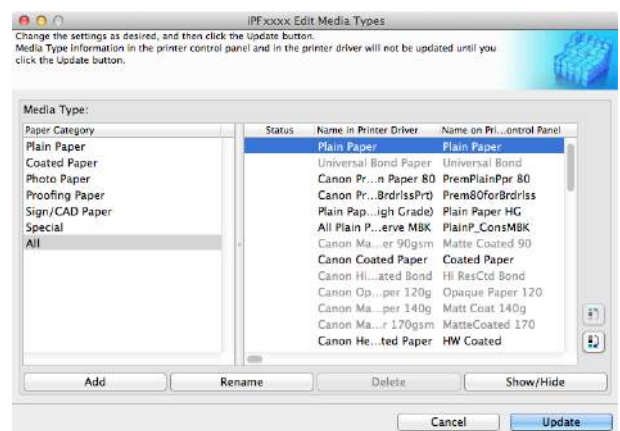 iPFxxxx Edit Media Types
Change the settings as desired, and then click the Update button.
Media Type information in the printer control panel and in the printer driver will not be updated until you
click the Update button.
Media Type:
Paper Category
Plain Paper
Coated Paper
Photo Paper
Proofing Paper
Sign/CAD Paper
Special
All
Status Name in Printer Driver Name on Pri...ontrol Panel
Plain Paper Plain Paper
Universal Bond Paper Universal Bond
Canon Pr...n Paper 80 PremPlainPpr 80
Canon Pr...BrdrlssPrt) Prem80forBrdrlss
Plain Pap...igh Grade) Plain Paper HG
All Plain P...erve MBK PlainP_ConsMBK
Canon Ma...er 90gsm Matte Coated 90
Canon Coated Paper Coated Paper
Canon Hi...ated Bond Hi ResCtd Bond
Canon Op...per 120g Opaque Paper 120
Canon Ma...per 140g Matt Coat 140g
Canon Ma...r 170gsm MatteCoated 170
Canon He...ted Paper HW Coated
Add Rename Delete Show/Hide
Cancel Update